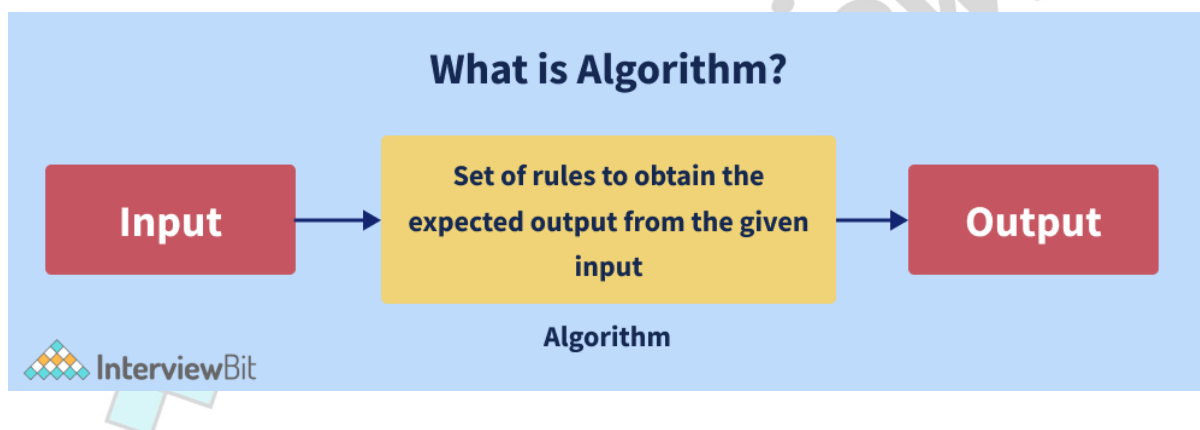 What is Algorithm?
Input
Set of rules to obtain the
expected output from the given
input
Output
Algorithm
InterviewBit